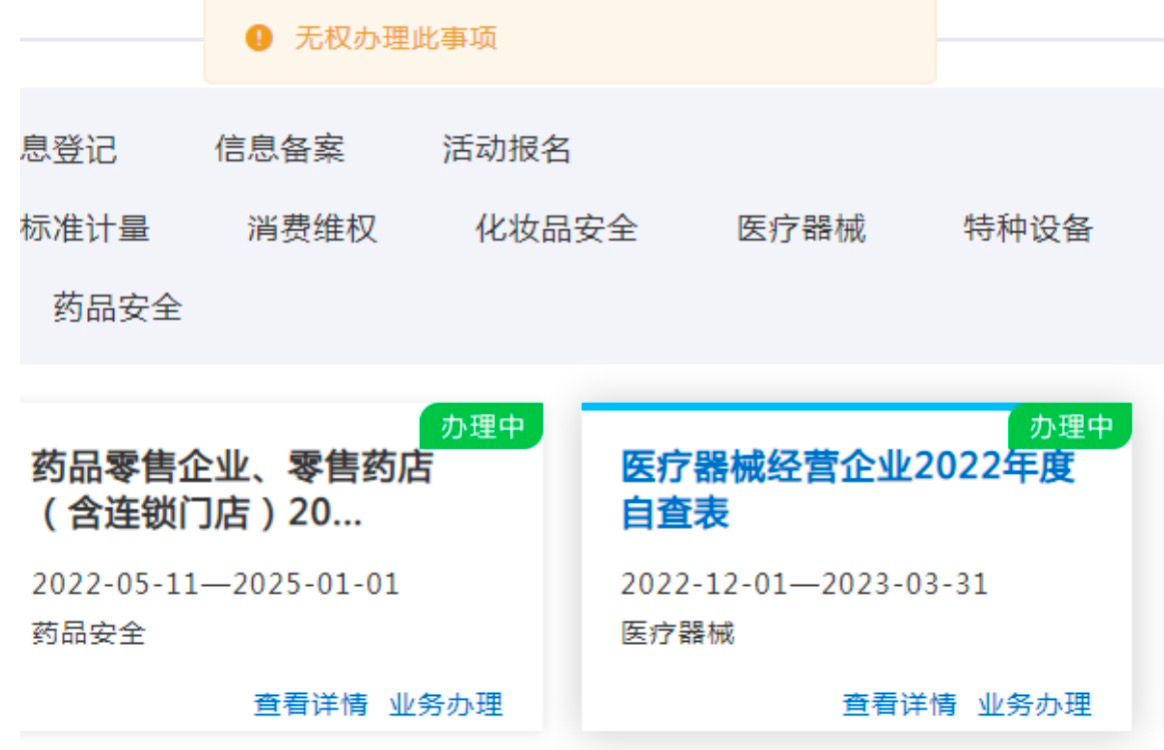 无权办理此事项
息登记 信息备案 活动报名
标准计量 消费维权 化妆品安全 医疗器械 特种设备
药品安全
办理中
药品零售企业、零售药店
（含连锁门店）20...
2022-05-11—2025-01-01
药品安全
查看详情 业务办理
办理中
医疗器械经营企业2022年度
自查表
2022-12-01—2023-03-31
医疗器械
查看详情 业务办理